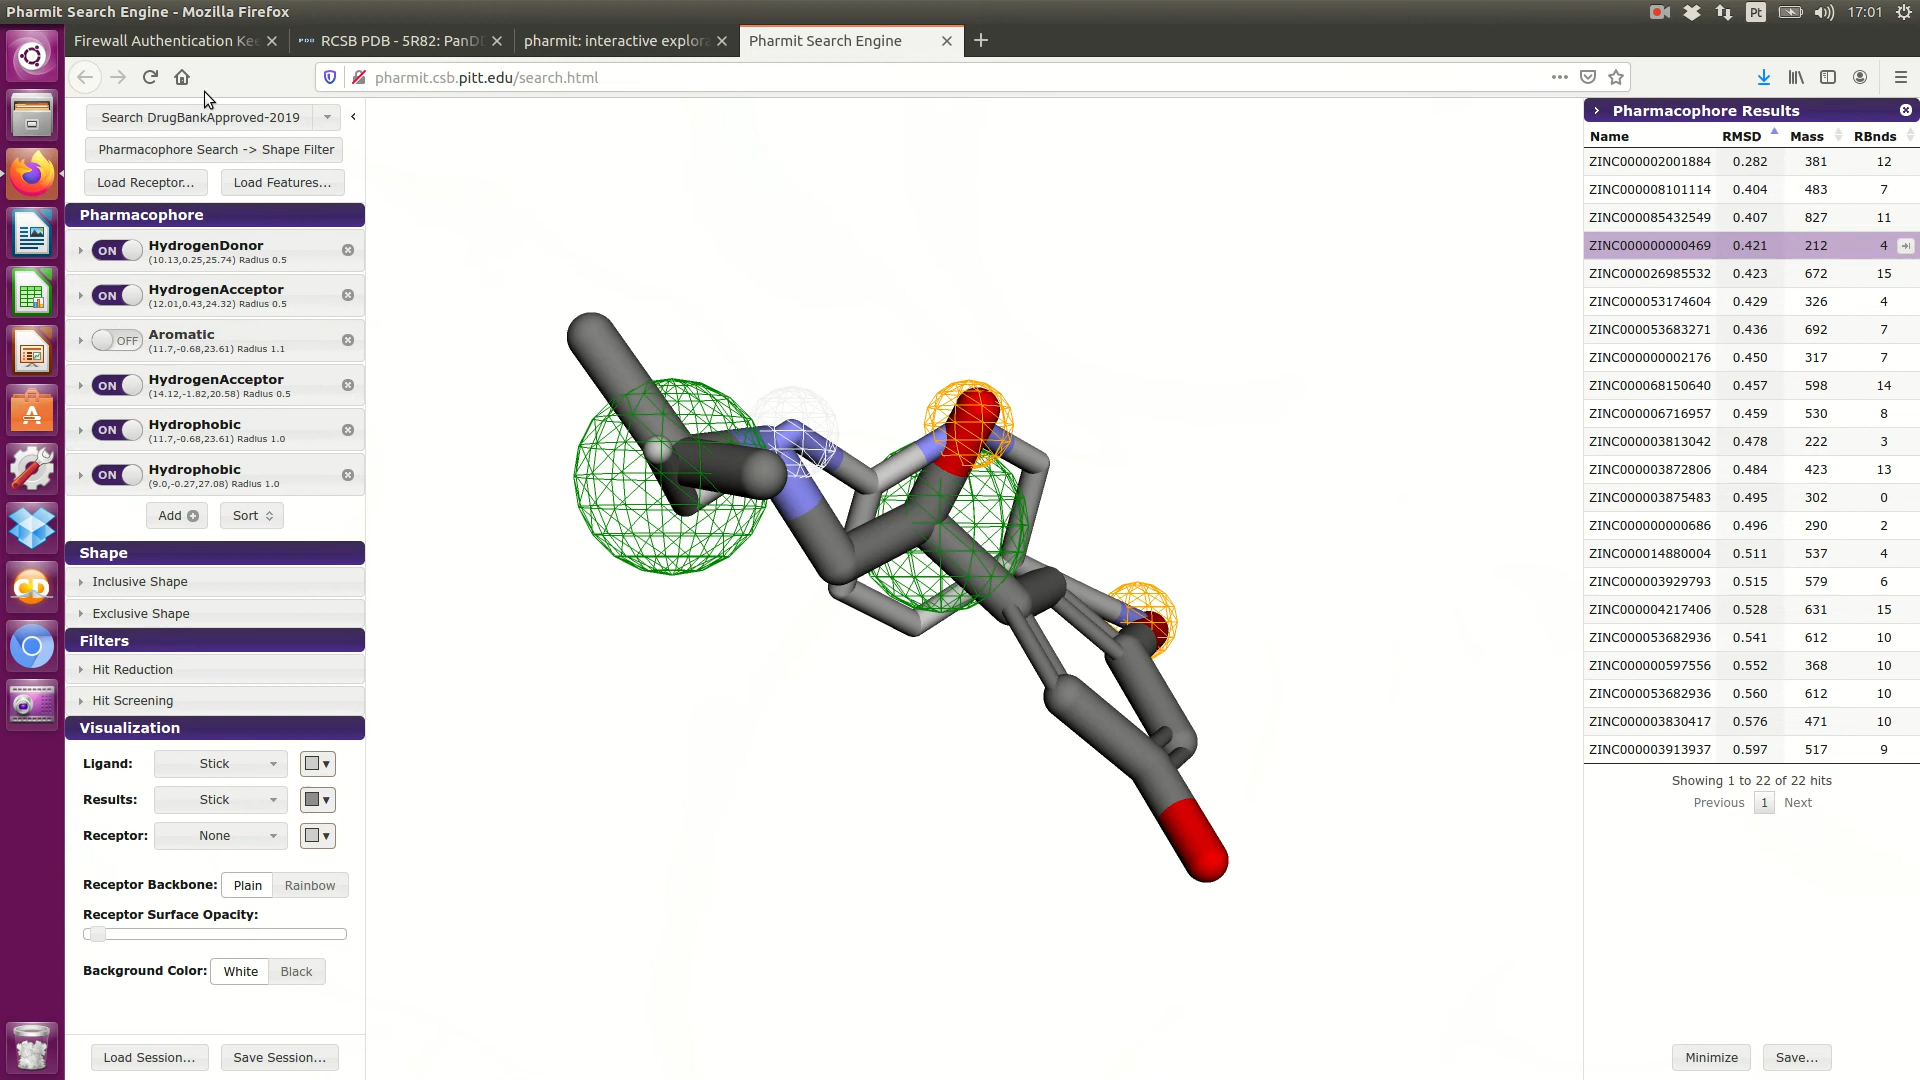 Pharmit Search Engine - Mozilla Firefox
Pt
17:01
Firewall Authentication Kee
RCSB PDB - 5R82: PanDD
pharmit: interactive explora
Pharmit Search Engine
pharmit.csb.pitt.edu/search.html
Search DrugBankApproved-2019
Pharmacophore Search -> Shape Filter
Load Receptor...
Load Features...
Pharmacophore
ON
HydrogenDonor
(10.13,0.25,25.74) Radius 0.5
ON
HydrogenAcceptor
(12.01,0.43,24.32) Radius 0.5
OFF
Aromatic
(11.7,-0.68,23.61) Radius 1.1
ON
HydrogenAcceptor
(14.12,-1.82,20.58) Radius 0.5
ON
Hydrophobic
(11.7,-0.68,23.61) Radius 1.0
ON
Hydrophobic
(9.0,-0.27,27.08) Radius 1.0
Add
Sort
Shape
Inclusive Shape
Exclusive Shape
Filters
Hit Reduction
Hit Screening
Visualization
Ligand: Stick
Results: Stick
Receptor: None
Receptor Backbone: Plain Rainbow
Receptor Surface Opacity:
Background Color: White Black
Load Session...
Save Session...
Pharmacophore Results
Name RMSD Mass RBnds
ZINC000002001884 0.282 381 12
ZINC000008101114 0.404 483 7
ZINC000085432549 0.407 827 11
ZINC000000000469 0.421 212 4
ZINC000026985532 0.423 672 15
ZINC000053174604 0.429 326 4
ZINC000053683271 0.436 692 7
ZINC000000002176 0.450 317 7
ZINC000068150640 0.457 598 14
ZINC000006716957 0.459 530 8
ZINC000003813042 0.478 222 3
ZINC000003872806 0.484 423 13
ZINC000003875483 0.495 302 0
ZINC000000000686 0.496 290 2
ZINC000014880004 0.511 537 4
ZINC000003929793 0.515 579 6
ZINC000004217406 0.528 631 15
ZINC000053682936 0.541 612 10
ZINC000000597556 0.552 368 10
ZINC000053682936 0.560 612 10
ZINC000003830417 0.576 471 10
ZINC000003913937 0.597 517 9
Showing 1 to 22 of 22 hits
Previous 1 Next
Minimize
Save...